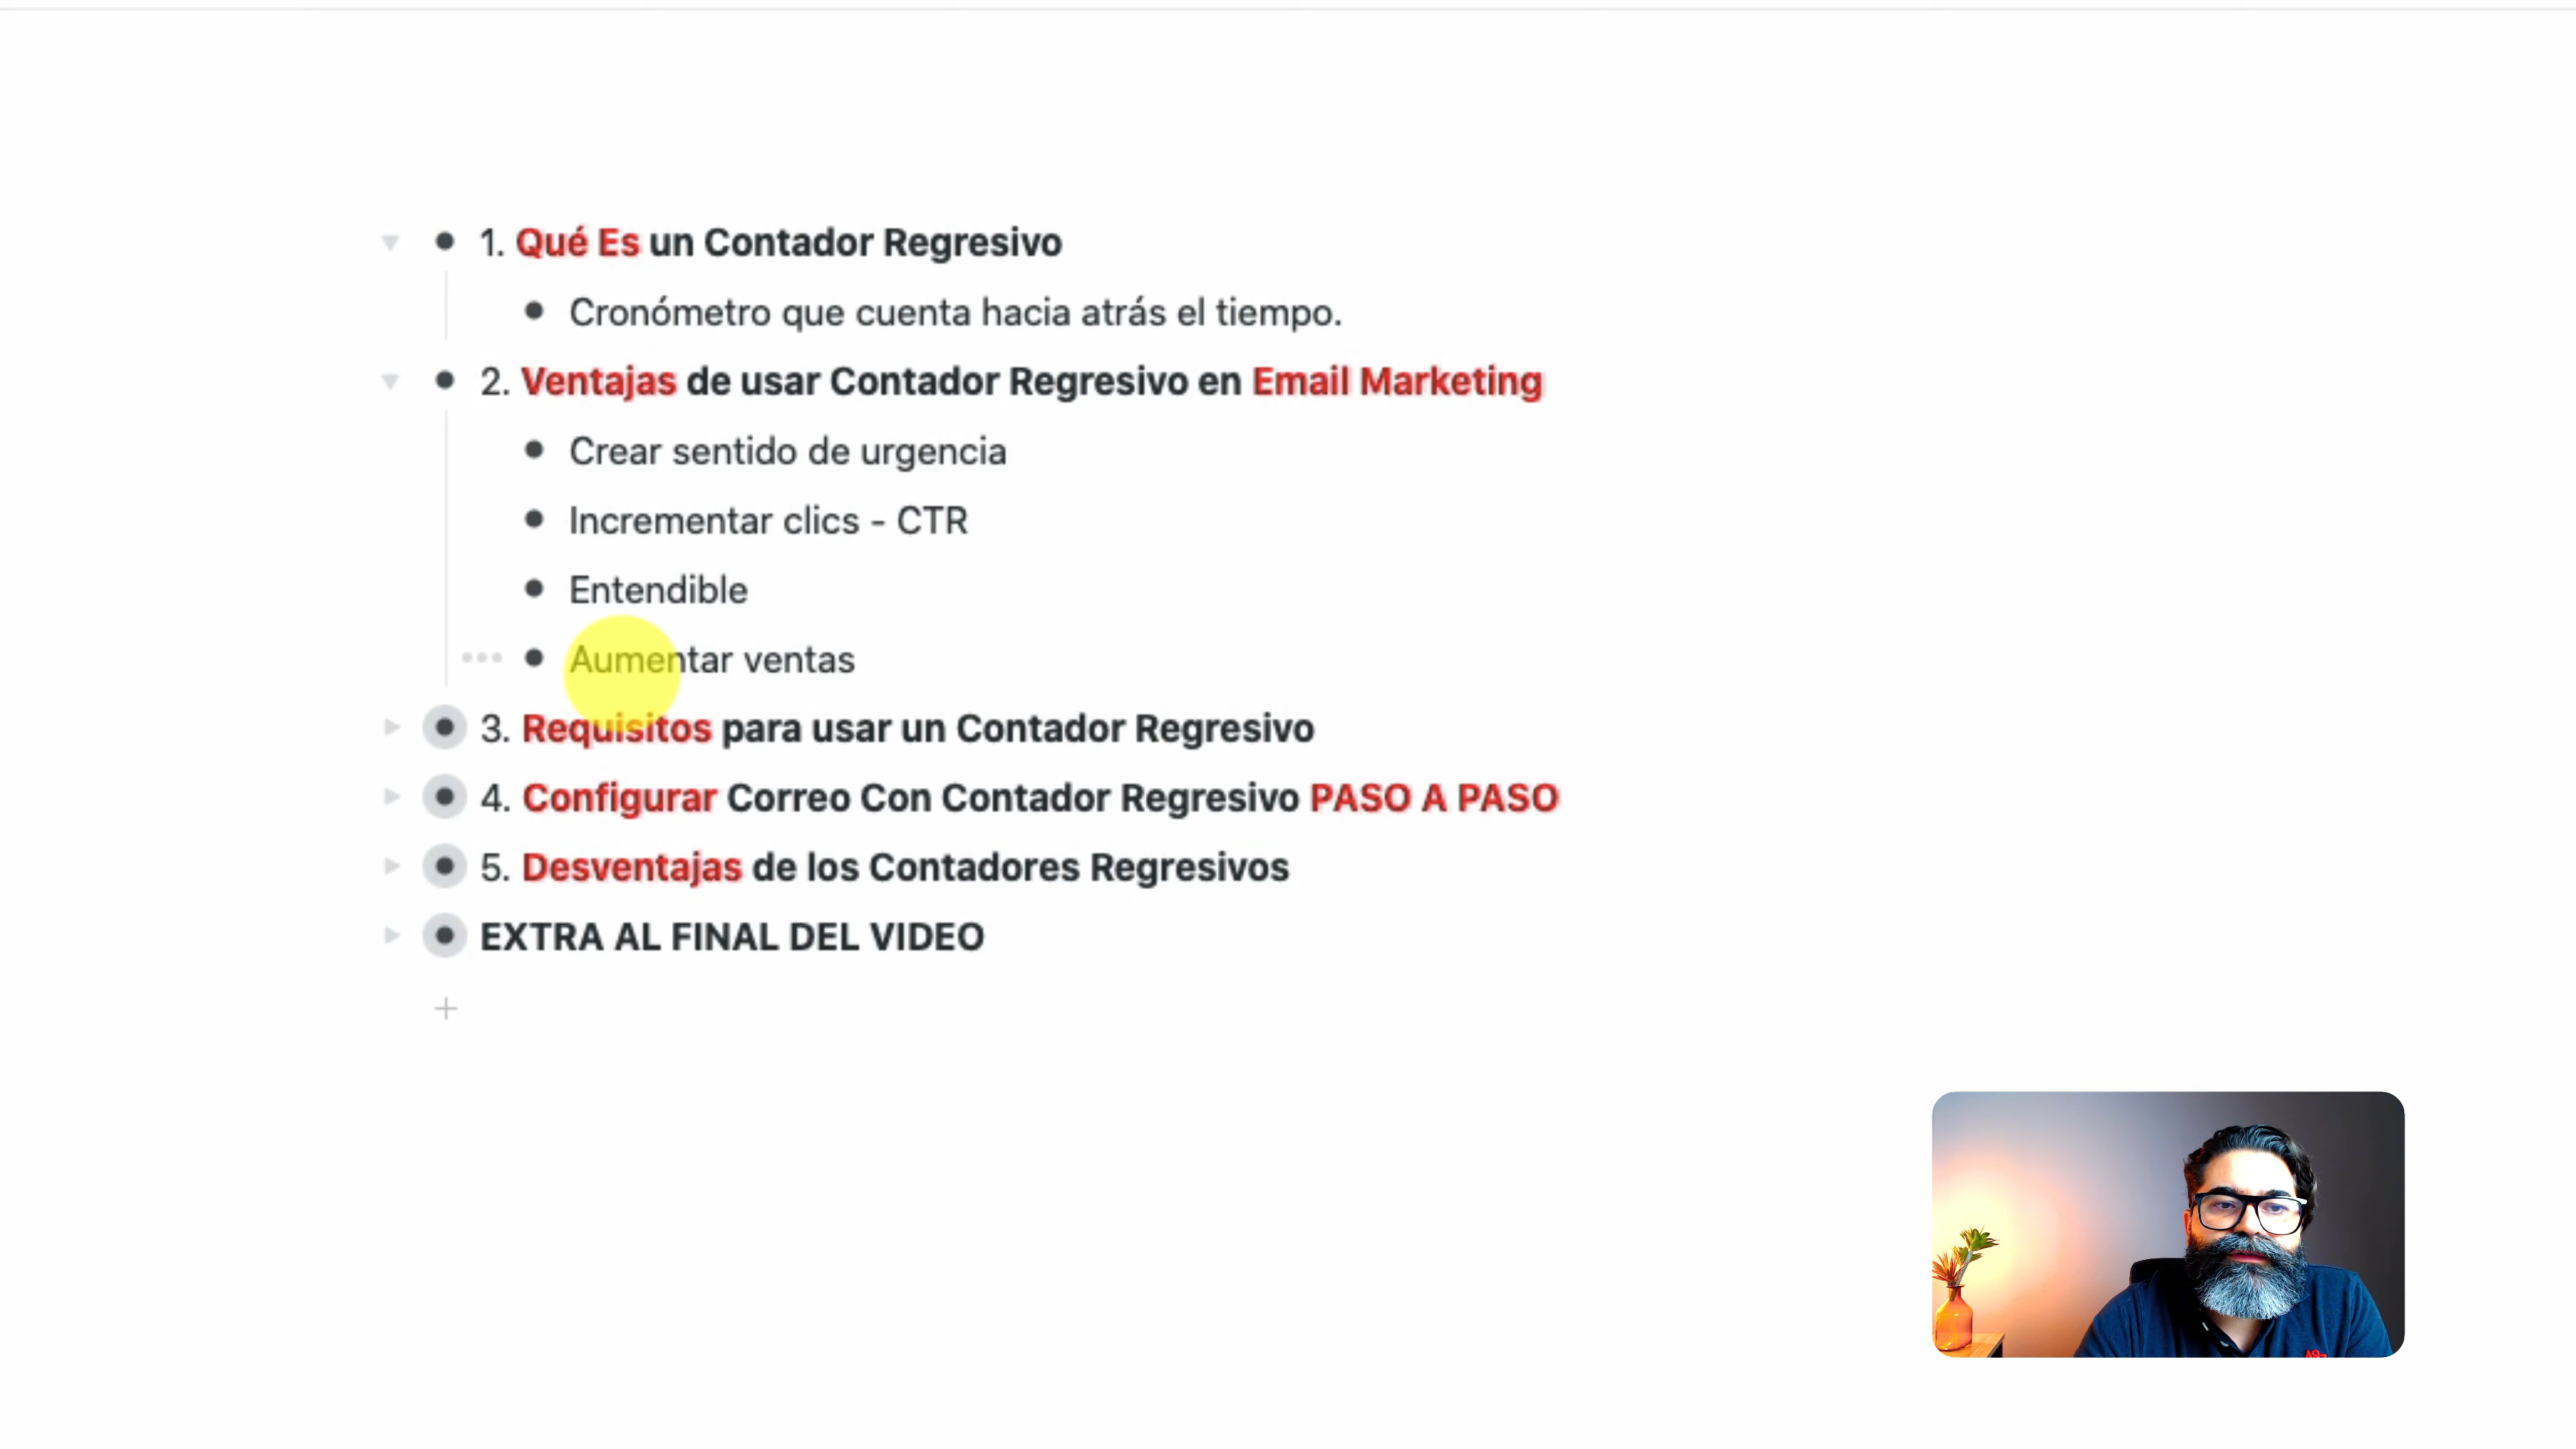 1. Qué Es un Contador Regresivo
Cronómetro que cuenta hacia atrás el tiempo.
2. Ventajas de usar Contador Regresivo en Email Marketing
Crear sentido de urgencia
Incrementar clics - CTR
Entendible
Aumentar ventas
3. Requisitos para usar un Contador Regresivo
4. Configurar Correo Con Contador Regresivo PASO A PASO
5. Desventajas de los Contadores Regresivos
EXTRA AL FINAL DEL VIDEO